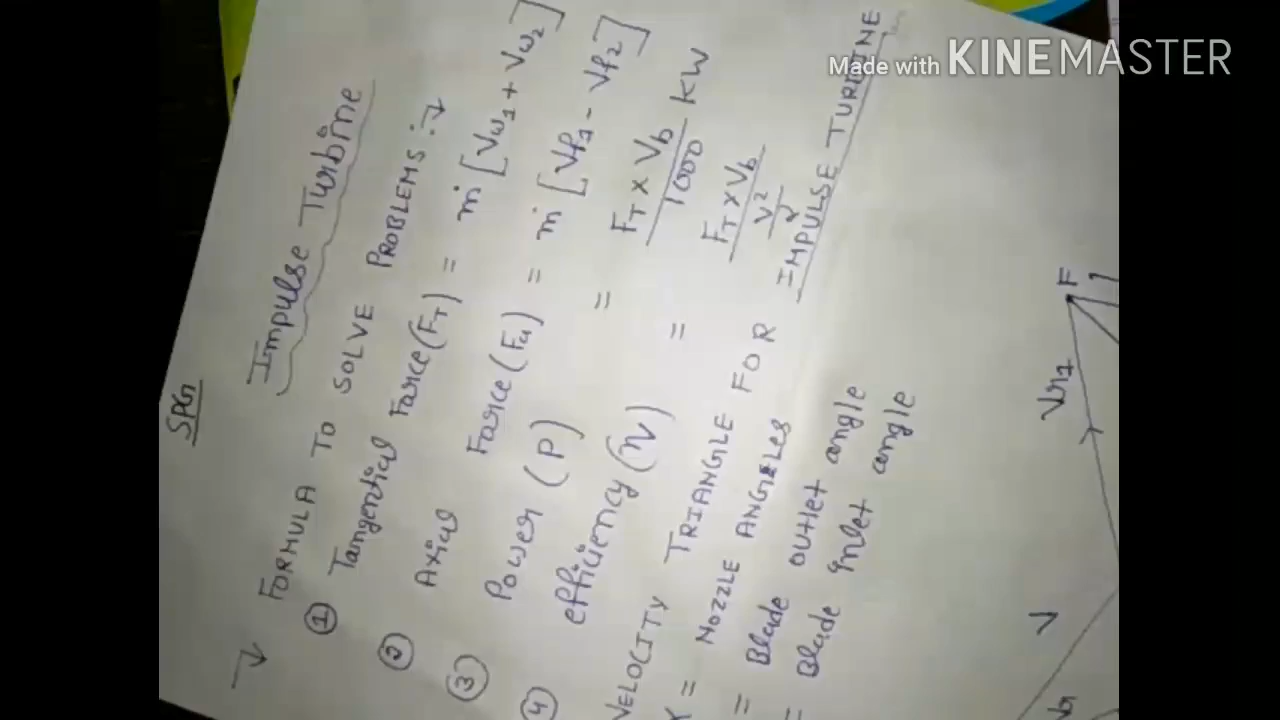 Made with KINEMASTER
SPG
Impulse Turbine
→ FORMULA TO SOLVE PROBLEMS :→
① Tangential Force (FT) = ṁ [Vw1 + Vw2]
② Axial Force (Fa) = ṁ [Vf1 - Vf2]
③ Power (P) = FT × Vb / 1000 KW
④ efficiency (η) = FT × Vb / V²/2
VELOCITY TRIANGLE FOR IMPULSE TURBINE
= NOZZLE ANGLES
= Blade outlet angle
= Blade inlet angle
F
Vr1
V